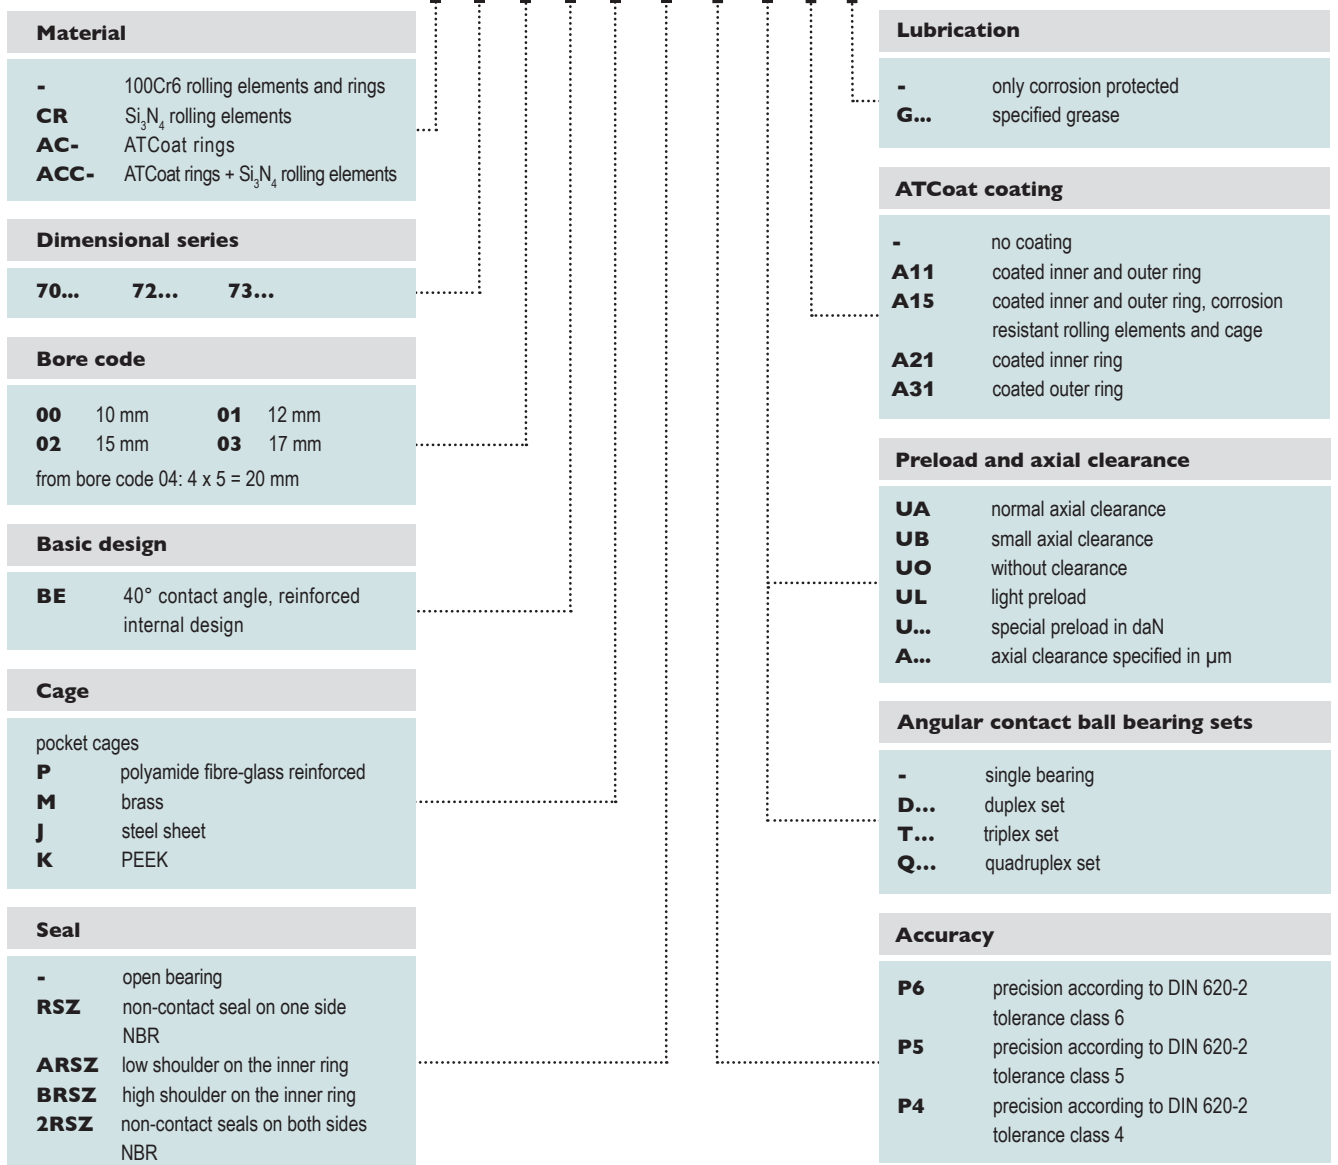 Material
- 100Cr6 rolling elements and rings
CR Si3N4 rolling elements
AC- ATCoat rings
ACC- ATCoat rings + Si3N4 rolling elements
Dimensional series
70... 72... 73...
Bore code
00 10 mm 01 12 mm
02 15 mm 03 17 mm
from bore code 04: 4 x 5 = 20 mm
Basic design
BE 40° contact angle, reinforced
internal design
Cage
pocket cages
P polyamide fibre-glass reinforced
M brass
J steel sheet
K PEEK
Seal
- open bearing
RSZ non-contact seal on one side
NBR
ARSZ low shoulder on the inner ring
BRSZ high shoulder on the inner ring
2RSZ non-contact seals on both sides
NBR
Lubrication
- only corrosion protected
G... specified grease
ATCoat coating
- no coating
A11 coated inner and outer ring
A15 coated inner and outer ring, corrosion
resistant rolling elements and cage
A21 coated inner ring
A31 coated outer ring
Preload and axial clearance
UA normal axial clearance
UB small axial clearance
UO without clearance
UL light preload
U... special preload in daN
A... axial clearance specified in µm
Angular contact ball bearing sets
- single bearing
D... duplex set
T... triplex set
Q... quadruplex set
Accuracy
P6 precision according to DIN 620-2
tolerance class 6
P5 precision according to DIN 620-2
tolerance class 5
P4 precision according to DIN 620-2
tolerance class 4